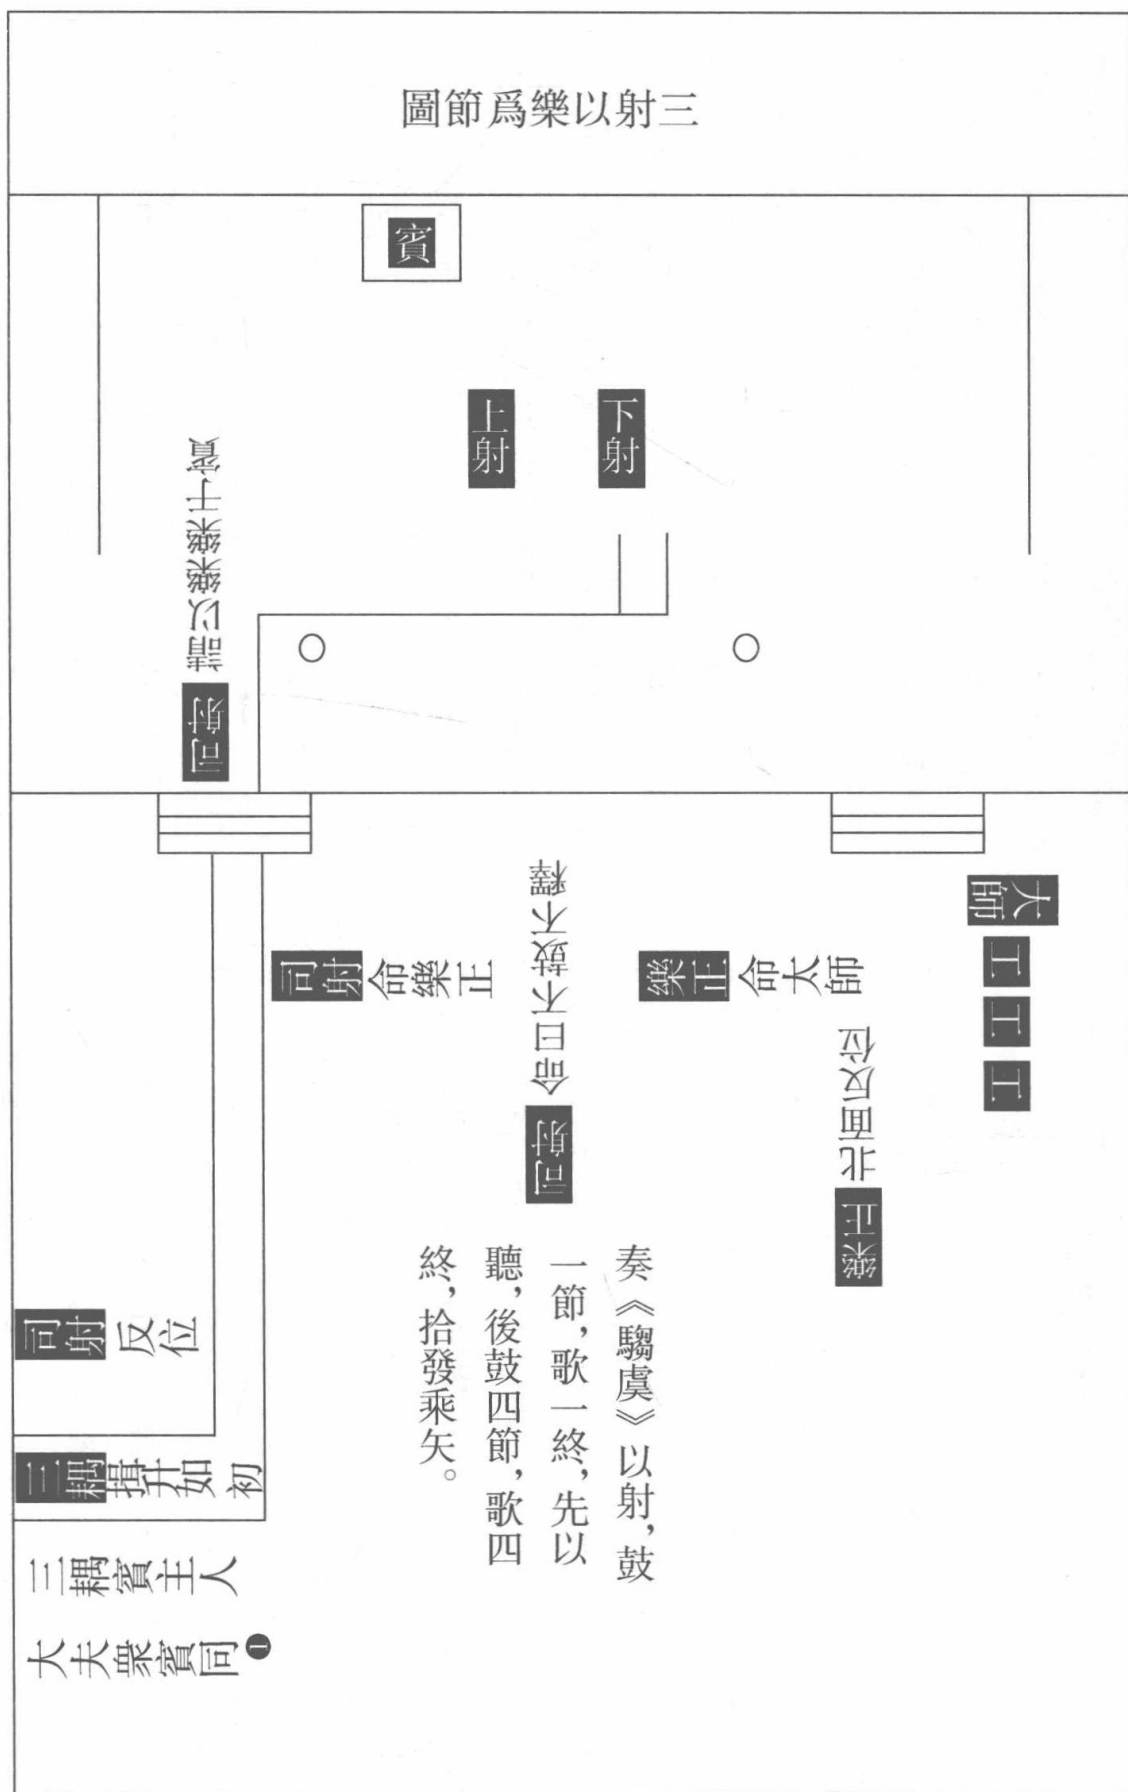 三射以樂爲節圖
賓
上射
下射
司射請以樂樂于賓
大師
工
工
工
樂正命太師
樂正北面反位
司射命樂正
司射命曰不鼓不釋
奏《騶虞》以射，鼓
一節，歌一終，先以
聽，後鼓四節，歌四
終，拾發乘矢。
司射反位
三耦揖升如初
三耦賓主人
大夫衆賓同❶